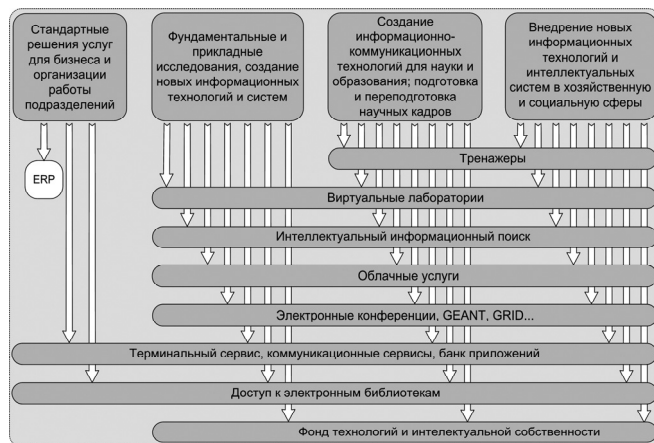 Стандартные
решения услуг
для бизнеса и
организации
работы
подразделений
Фундаментальные и
прикладные
исследования, создание
новых информационных
технологий и систем
Создание
информационно-
коммуникационных
технологий для науки и
образования; подготовка
и переподготовка
научных кадров
Внедрение новых
информационных
технологий и
интеллектуальных
систем в хозяйственную
и социальную сферы
Тренажеры
ERP
Виртуальные лаборатории
Интеллектуальный информационный поиск
Облачные услуги
Электронные конференции, GEANT, GRID...
Терминальный сервис, коммуникационные сервисы, банк приложений
Доступ к электронным библиотекам
Фонд технологий и интелектуальной собственности